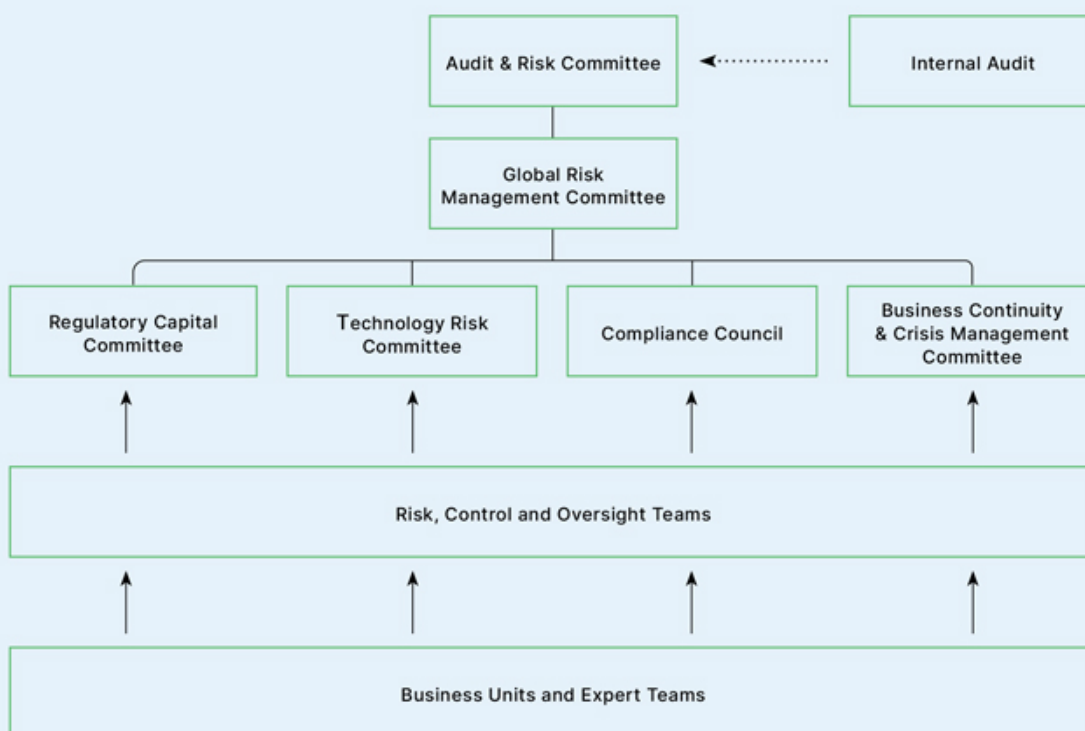 Audit & Risk Committee
Internal Audit
Global Risk
Management Committee
Regulatory Capital
Committee
Technology Risk
Committee
Compliance Council
Business Continuity
& Crisis Management
Committee
Risk, Control and Oversight Teams
Business Units and Expert Teams